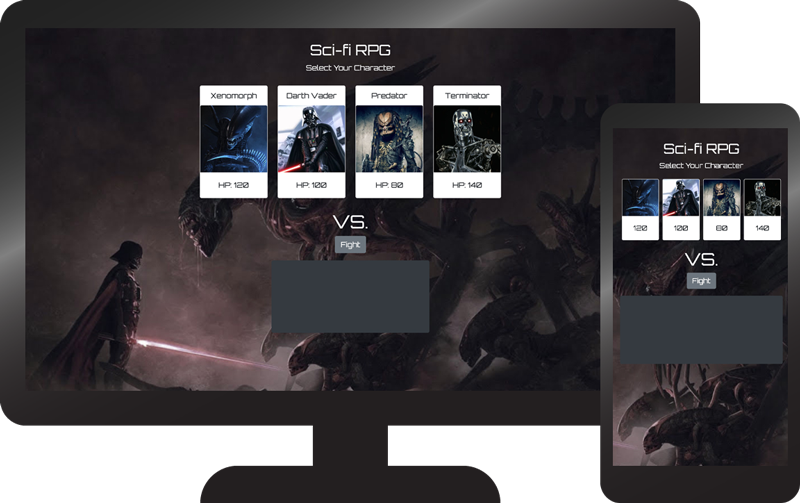 Sci-fi RPG
Select Your Character
Xenomorph Darth Vader Predator Terminator
HP: 120 HP: 100 HP: 80 HP: 140
VS.
Fight
Sci-fi RPG
Select Your Character
120 100 80 140
VS.
Fight